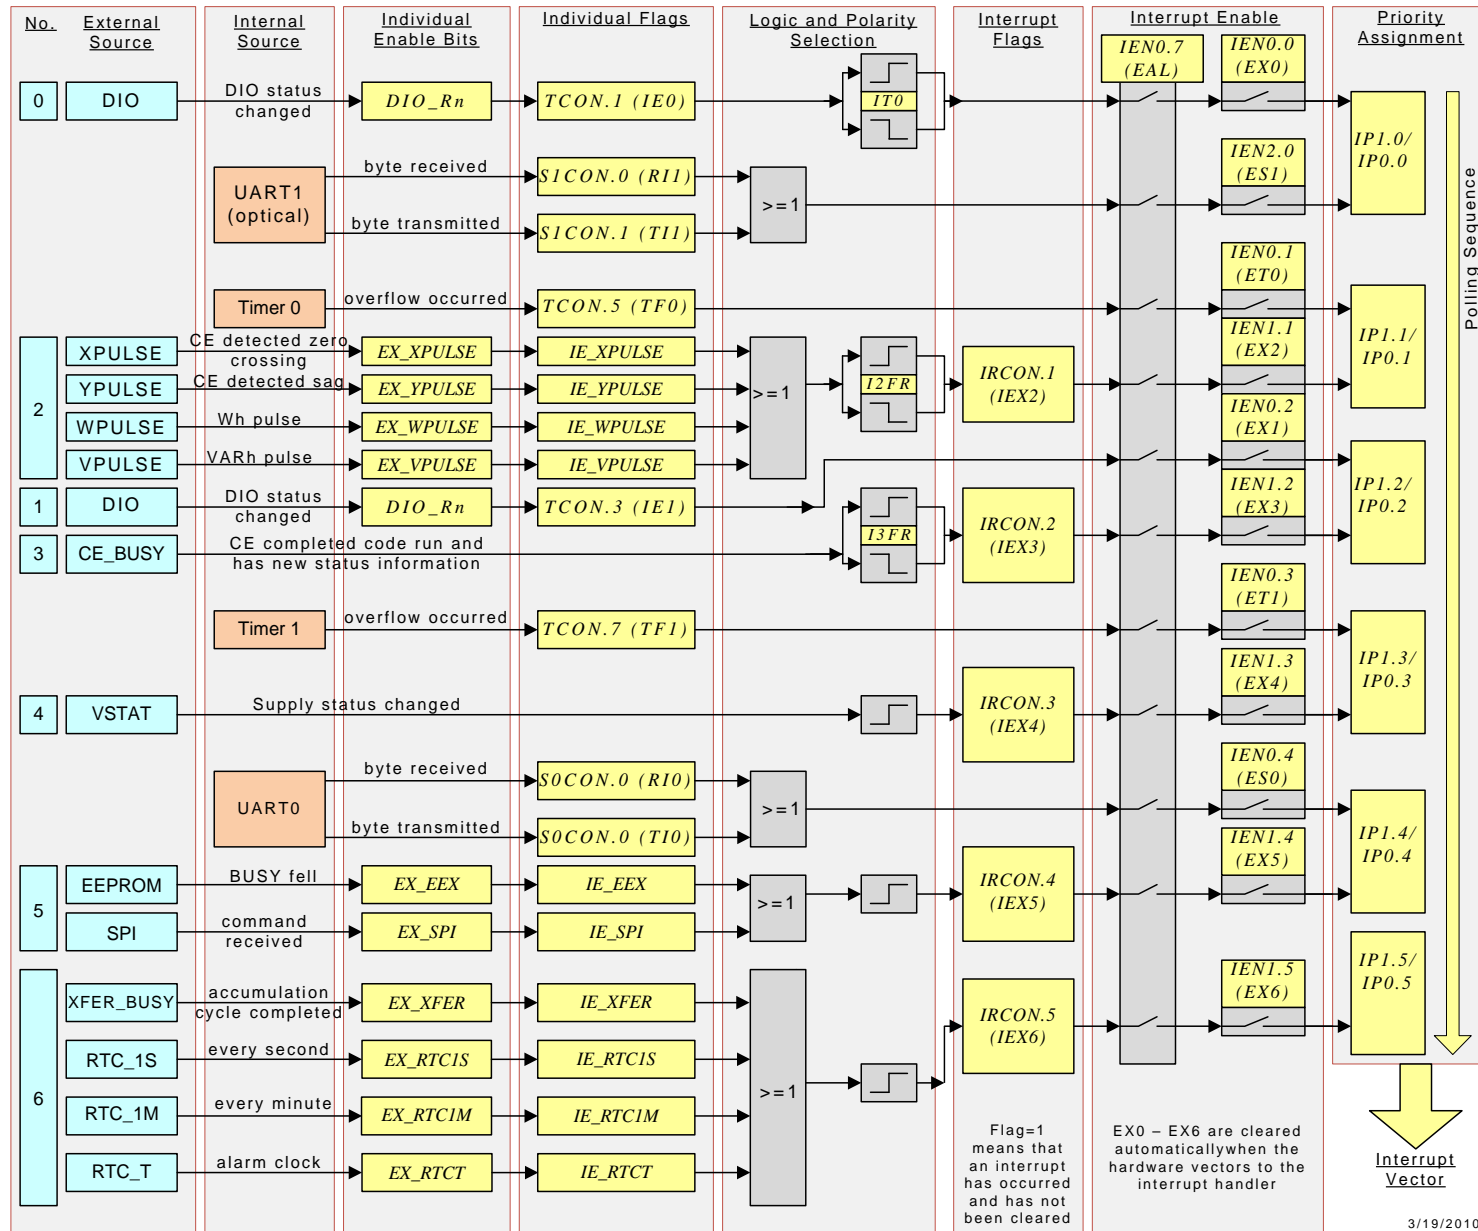 No.
External
Source
Internal
Source
Individual
Enable Bits
Individual Flags
Logic and Polarity
Selection
Interrupt
Flags
Interrupt Enable
Priority
Assignment
IEN0.7
(EAL)
IEN0.0
(EX0)
0
DIO
DIO status
changed
DIO_Rn
TCON.1 (IE0)
IT0
IP1.0/
IP0.0
UART1
(optical)
byte received
S1CON.0 (RI1)
byte transmitted
S1CON.1 (TI1)
>=1
IEN2.0
(ES1)
Polling Sequence
Timer 0
overflow occurred
TCON.5 (TF0)
IEN0.1
(ET0)
IP1.1/
IP0.1
2
XPULSE
CE detected zero
crossing
EX_XPULSE
IE_XPULSE
YPULSE
CE detected sag
EX_YPULSE
IE_YPULSE
WPULSE
Wh pulse
EX_WPULSE
IE_WPULSE
VPULSE
VARh pulse
EX_VPULSE
IE_VPULSE
>=1
I2FR
IRCON.1
(IEX2)
IEN1.1
(EX2)
1
DIO
DIO status
changed
DIO_Rn
TCON.3 (IE1)
IEN0.2
(EX1)
IP1.2/
IP0.2
3
CE_BUSY
CE completed code run and
has new status information
I3FR
IRCON.2
(IEX3)
IEN1.2
(EX3)
Timer 1
overflow occurred
TCON.7 (TF1)
IEN0.3
(ET1)
IP1.3/
IP0.3
4
VSTAT
Supply status changed
IRCON.3
(IEX4)
IEN1.3
(EX4)
UART0
byte received
S0CON.0 (RI0)
byte transmitted
S0CON.0 (TI0)
>=1
IEN0.4
(ES0)
IP1.4/
IP0.4
5
EEPROM
BUSY fell
EX_EEX
IE_EEX
SPI
command
received
EX_SPI
IE_SPI
>=1
IRCON.4
(IEX5)
IEN1.4
(EX5)
6
XFER_BUSY
accumulation
cycle completed
EX_XFER
IE_XFER
RTC_1S
every second
EX_RTC1S
IE_RTC1S
RTC_1M
every minute
EX_RTC1M
IE_RTC1M
RTC_T
alarm clock
EX_RTCT
IE_RTCT
>=1
IRCON.5
(IEX6)
IEN1.5
(EX6)
IP1.5/
IP0.5
Flag=1
means that
an interrupt
has occurred
and has not
been cleared
EX0 – EX6 are cleared
automaticallywhen the
hardware vectors to the
interrupt handler
Interrupt
Vector
3/19/2010